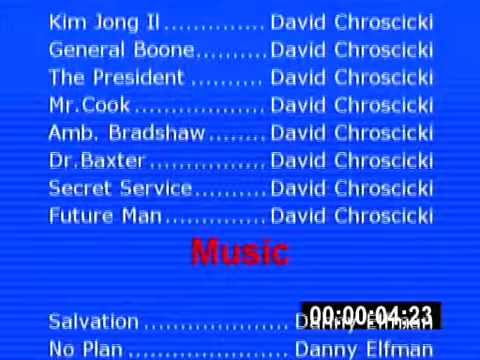 Kim Jong Il................David Chroscicki
General Boone..........David Chroscicki
The President ...........David Chroscicki
Mr.Cook....................David Chroscicki
Amb. Bradshaw........David Chroscicki
Dr.Baxter..................David Chroscicki
Secret Service..........David Chroscicki
Future Man..............David Chroscicki
Music
Salvation....................Danny Elfman
00:00:04;23
No Plan......................Danny Elfman